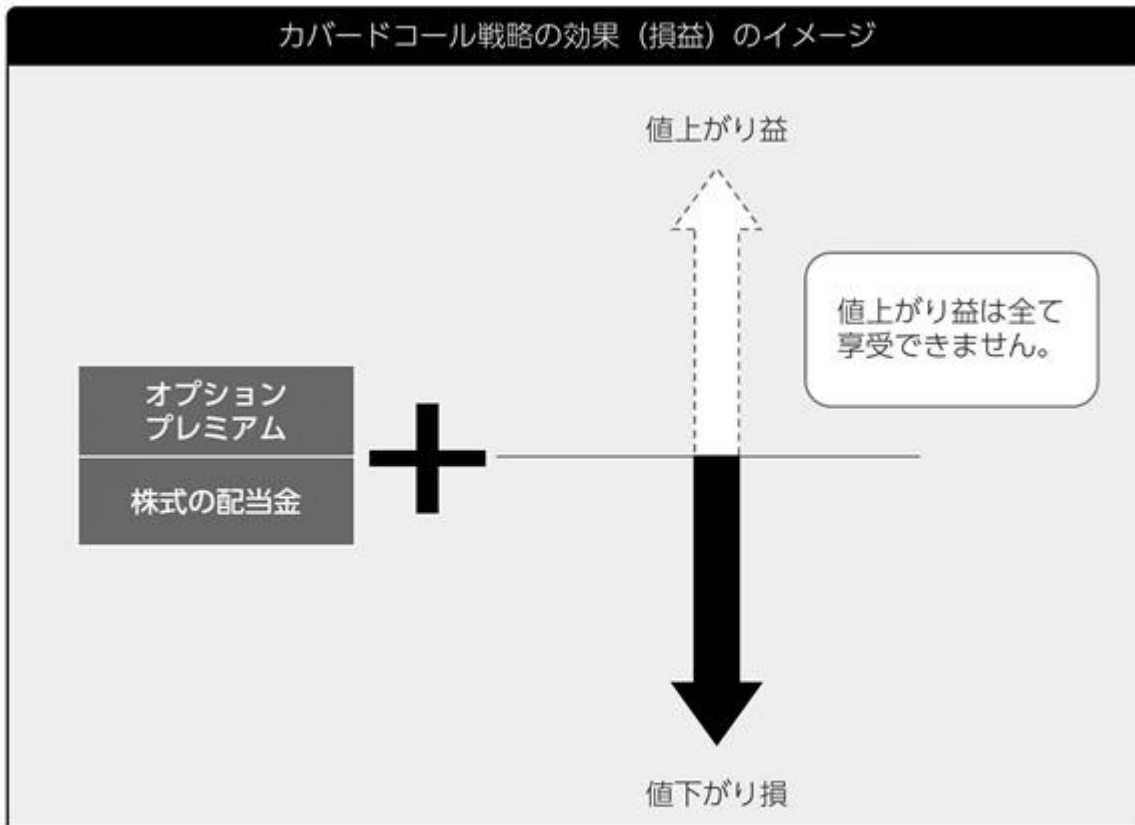 カバードコール戦略の効果（損益）のイメージ
値上がり益
値上がり益は全て
享受できません。
オプション
プレミアム
株式の配当金
値下がり損